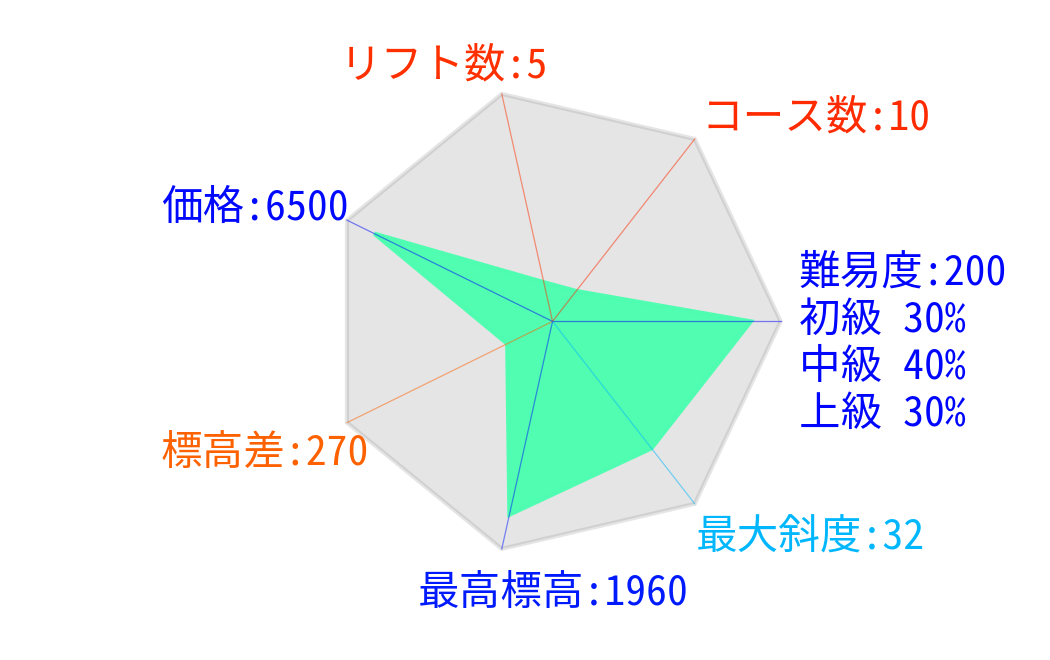 リフト数:5
コース数:10
価格:6500
難易度:200
初級 30%
中級 40%
上級 30%
標高差:270
最大斜度:32
最高標高:1960